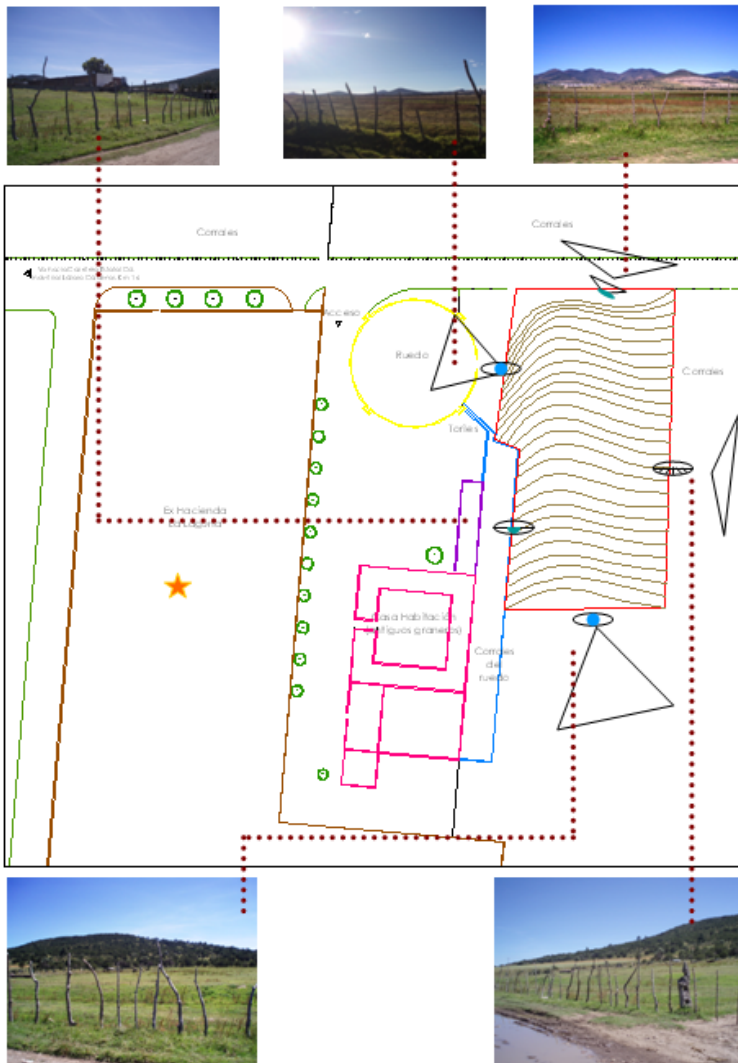 Corrales
Corrales
Acceso
Ruedo
Corrales
Toriles
Ex Hacienda
La Laguna
Casa Habitación
(antiguos graneros)
Corrales
de
ruedo